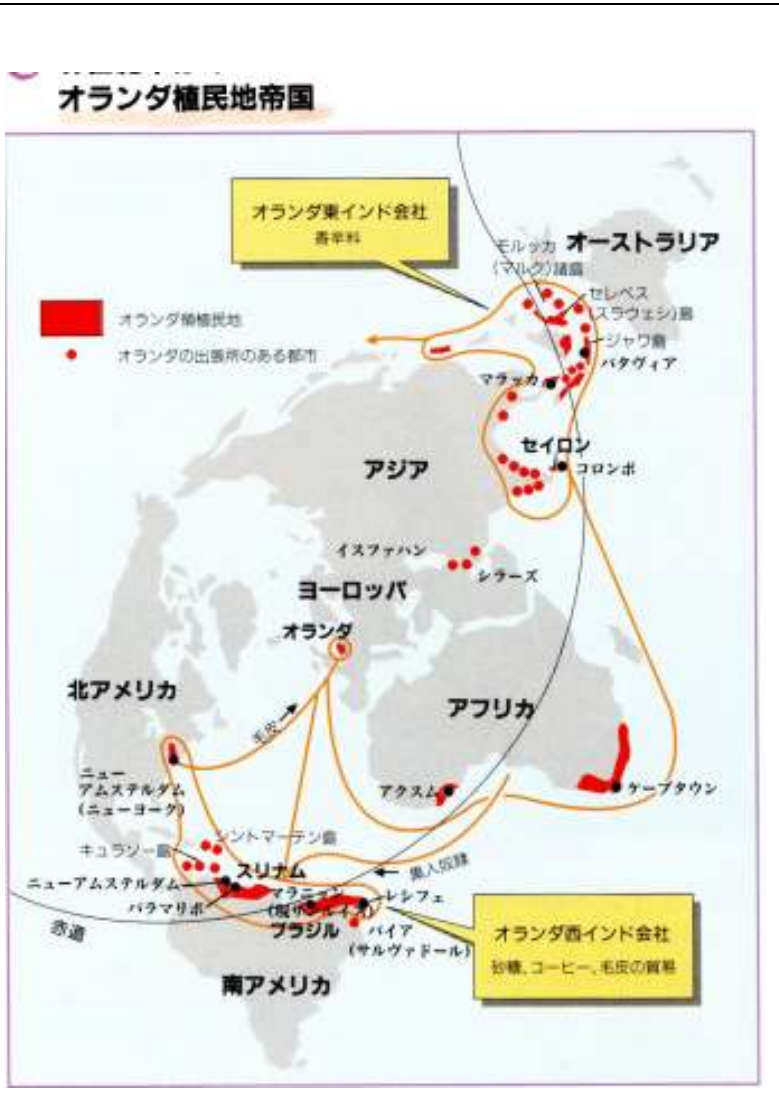 オランダ植民地帝国
オランダ東インド会社
香辛料
モルッカ
(マルク)諸島
オーストラリア
セレベス
(スラウェシ)島
オランダ領植民地
オランダの出張所のある都市
ジャワ島
バタヴィア
マラッカ
セイロン
コロンボ
アジア
イスファハン
シラーズ
ヨーロッパ
オランダ
北アメリカ
毛皮
アフリカ
ニュー
アムステルダム
(ニューヨーク)
アクスム
ケープタウン
シントマーテン島
キュラソー島
スリナム
黒人奴隷
ニューアムステルダム
パラマリボ
マラニャン
(現サンルイス)
レシフェ
ブラジル
バイア
(サルヴァドール)
赤道
南アメリカ
オランダ西インド会社
砂糖、コーヒー、毛皮の貿易